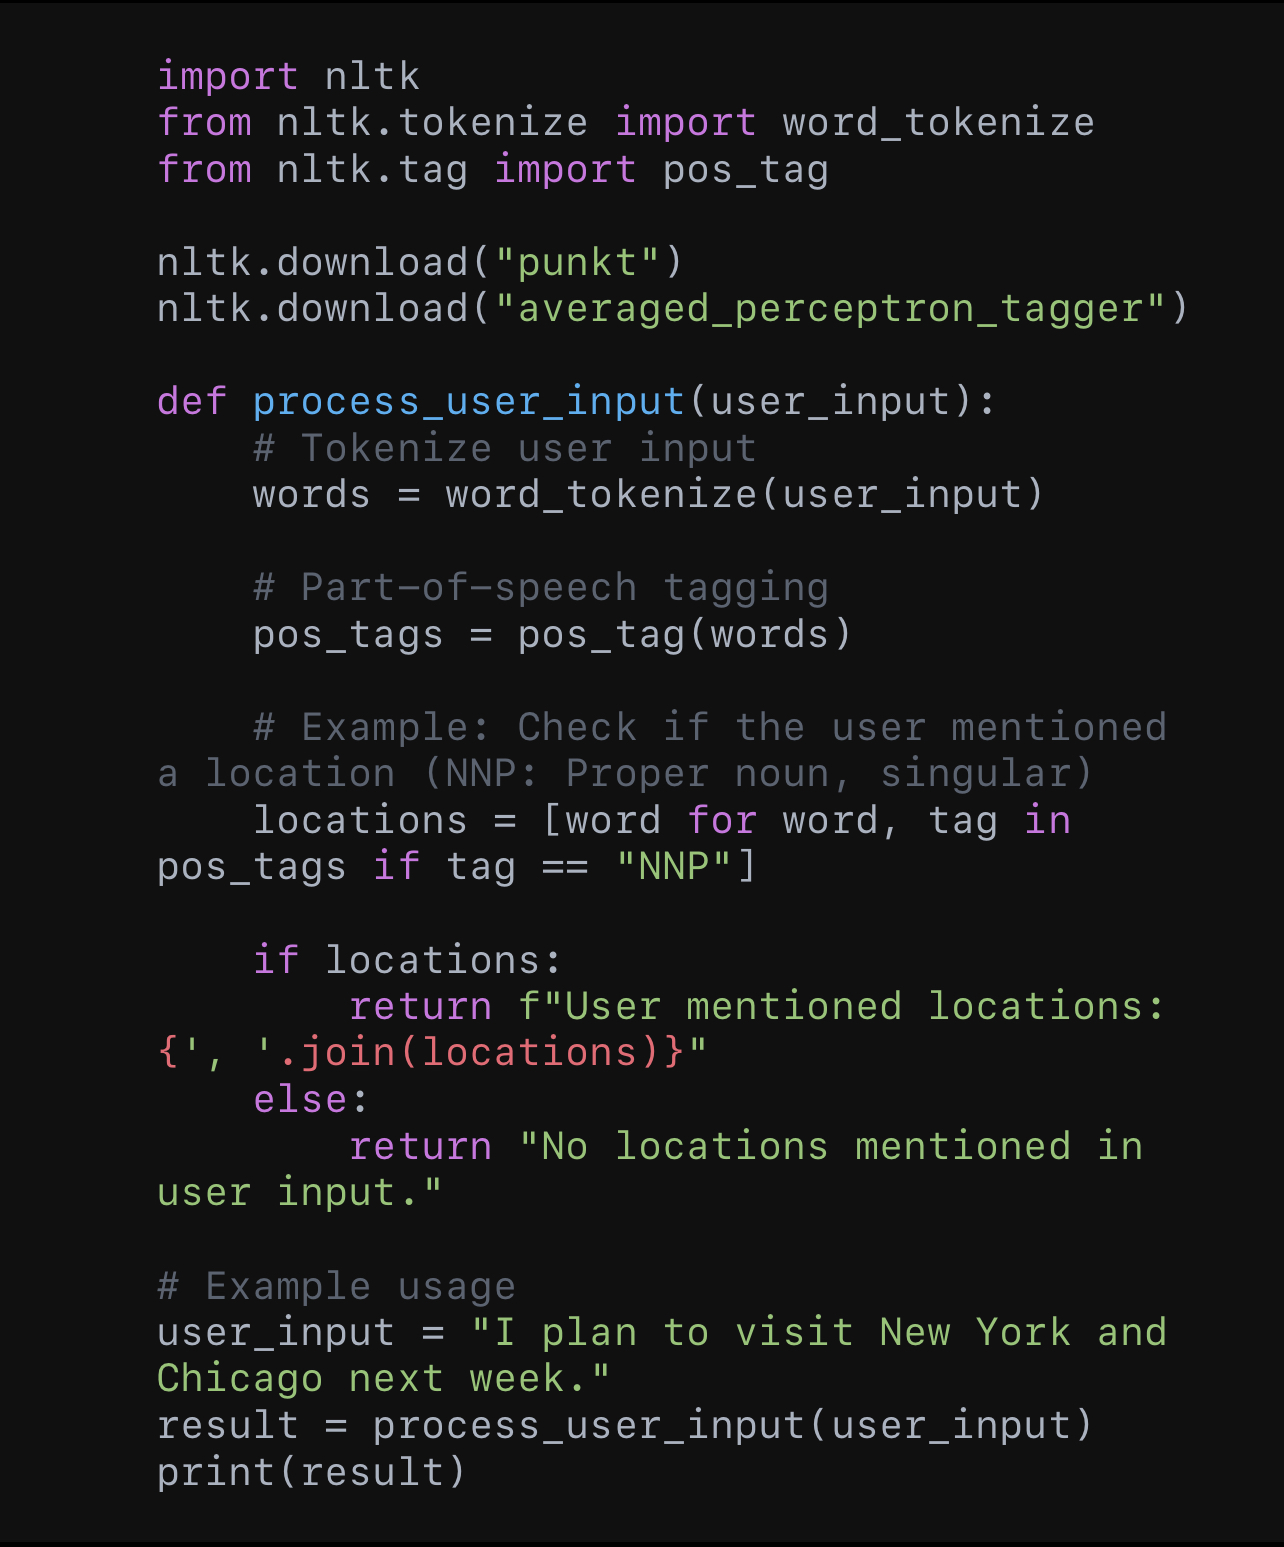 import nltk
from nltk.tokenize import word_tokenize
from nltk.tag import pos_tag
nltk.download("punkt")
nltk.download("averaged_perceptron_tagger")
def process_user_input(user_input):
    # Tokenize user input
    words = word_tokenize(user_input)
    # Part-of-speech tagging
    pos_tags = pos_tag(words)
    # Example: Check if the user mentioned
a location (NNP: Proper noun, singular)
    locations = [word for word, tag in
pos_tags if tag == "NNP"]
    if locations:
        return f"User mentioned locations:
{', '.join(locations)}"
    else:
        return "No locations mentioned in
user input."
# Example usage
user_input = "I plan to visit New York and
Chicago next week."
result = process_user_input(user_input)
print(result)